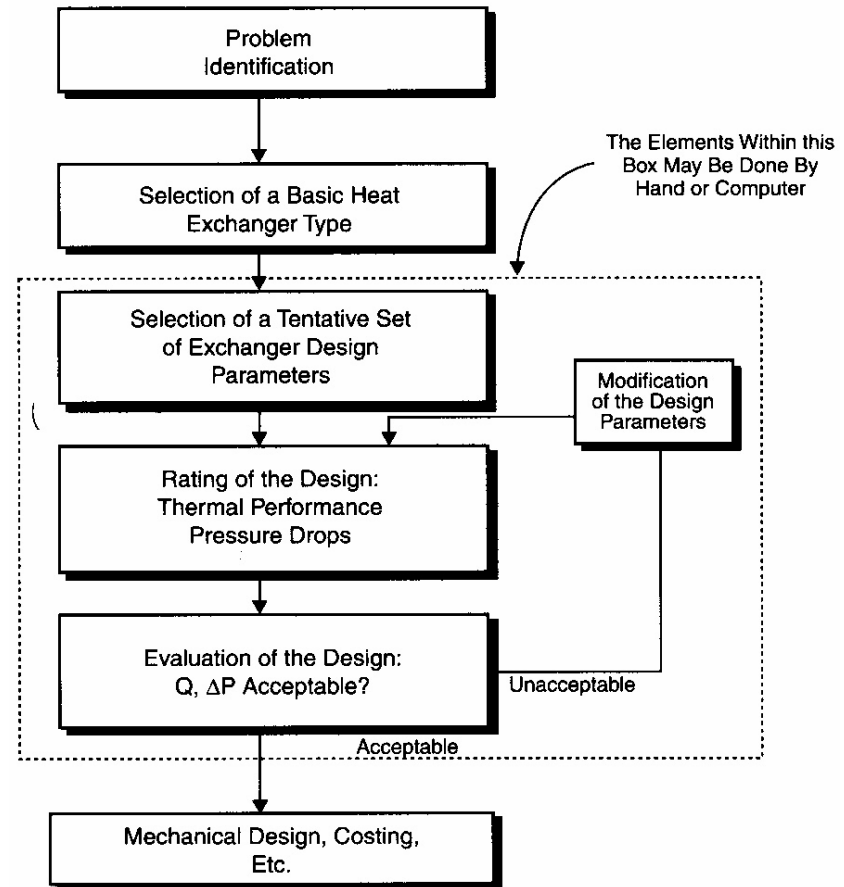 Problem
Identification
The Elements Within this
Box May Be Done By
Hand or Computer
Selection of a Basic Heat
Exchanger Type
Selection of a Tentative Set
of Exchanger Design
Parameters
Modification
of the Design
Parameters
Rating of the Design:
Thermal Performance
Pressure Drops
Evaluation of the Design:
Q, ΔP Acceptable?
Unacceptable
Acceptable
Mechanical Design, Costing,
Etc.